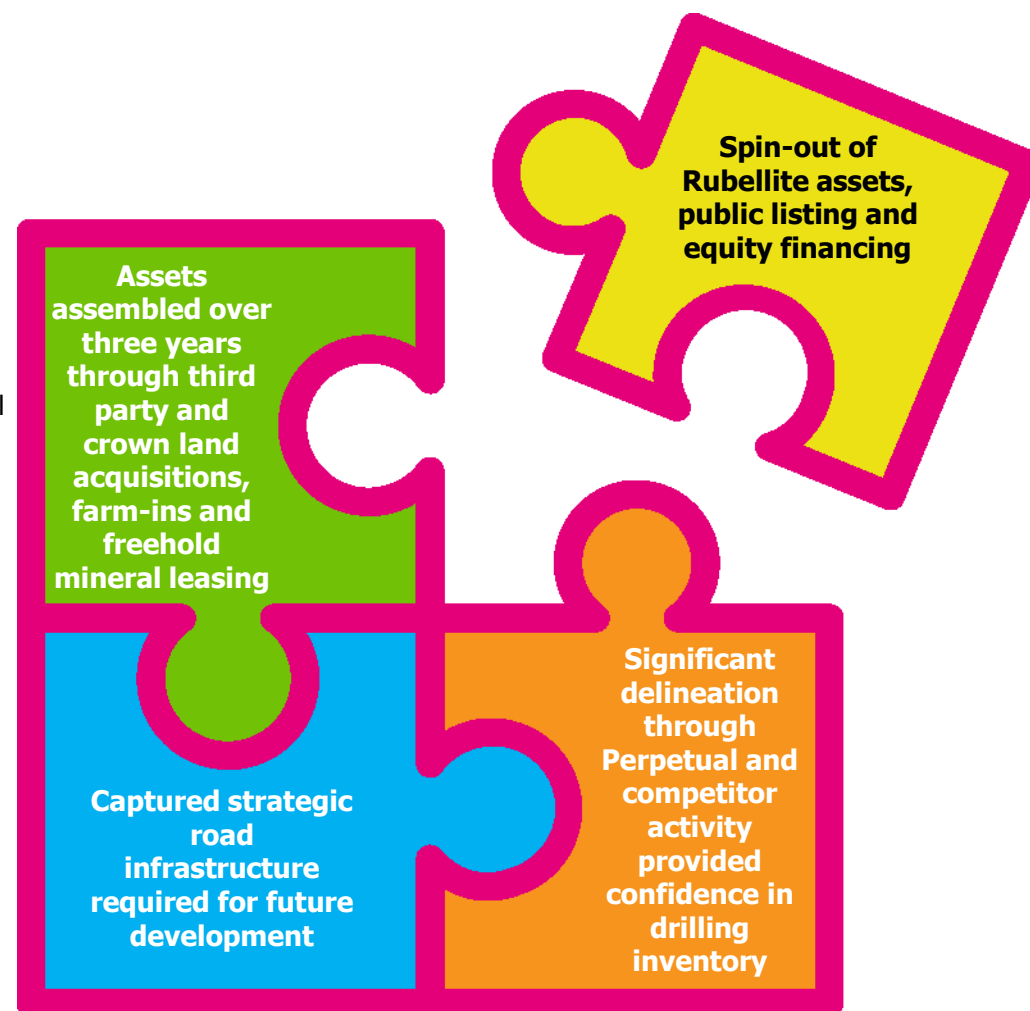 Spin-out of
Rubellite assets,
public listing and
equity financing
Assets
assembled over
three years
through third
party and
crown land
acquisitions,
farm-ins and
freehold
mineral leasing
Captured strategic
road
infrastructure
required for future
development
Significant
delineation
through
Perpetual and
competitor
activity
provided
confidence in
drilling
inventory